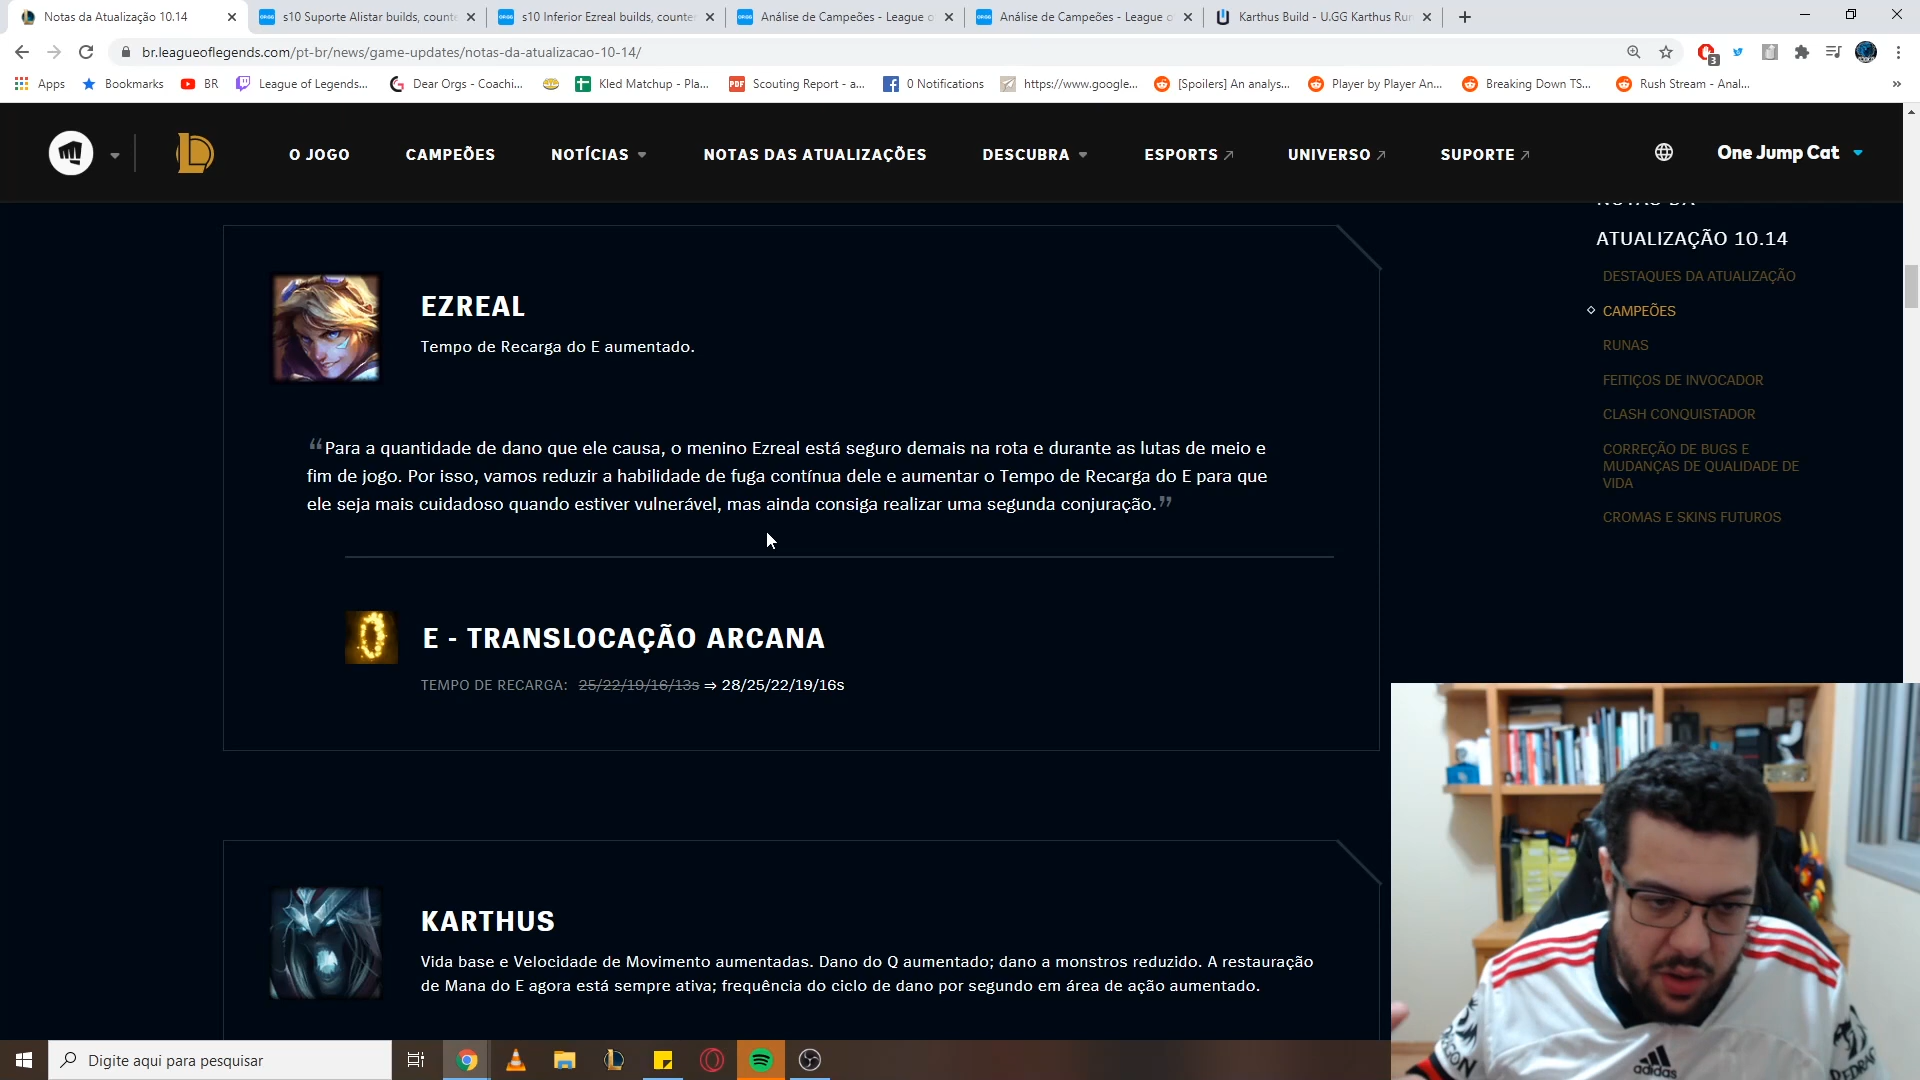 Notas da Atualização 10.14
s10 Suporte Alistar builds, counte
s10 Inferior Ezreal builds, counte
Análise de Campeões - League o
Análise de Campeões - League o
Karthus Build - U.GG Karthus Run
br.leagueoflegends.com/pt-br/news/game-updates/notas-da-atualizacao-10-14/
3
Apps
Bookmarks
BR
League of Legends...
Dear Orgs - Coachi...
Kled Matchup - Pla...
PDF
Scouting Report - a...
0 Notifications
https://www.google...
[Spoilers] An analys...
Player by Player An...
Breaking Down TS...
Rush Stream - Anal...
»
O JOGO
CAMPEÕES
NOTÍCIAS
NOTAS DAS ATUALIZAÇÕES
DESCUBRA
ESPORTS
UNIVERSO
SUPORTE
One Jump Cat
NOTAS DA
ATUALIZAÇÃO 10.14
DESTAQUES DA ATUALIZAÇÃO
CAMPEÕES
RUNAS
FEITIÇOS DE INVOCADOR
CLASH CONQUISTADOR
CORREÇÃO DE BUGS E
MUDANÇAS DE QUALIDADE DE
VIDA
CROMAS E SKINS FUTUROS
EZREAL
Tempo de Recarga do E aumentado.
“Para a quantidade de dano que ele causa, o menino Ezreal está seguro demais na rota e durante as lutas de meio e
fim de jogo. Por isso, vamos reduzir a habilidade de fuga contínua dele e aumentar o Tempo de Recarga do E para que
ele seja mais cuidadoso quando estiver vulnerável, mas ainda consiga realizar uma segunda conjuração.”
E - TRANSLOCAÇÃO ARCANA
TEMPO DE RECARGA: 25/22/19/16/13s ⇒ 28/25/22/19/16s
KARTHUS
Vida base e Velocidade de Movimento aumentadas. Dano do Q aumentado; dano a monstros reduzido. A restauração
de Mana do E agora está sempre ativa; frequência do ciclo de dano por segundo em área de ação aumentado.
Digite aqui para pesquisar
adidas